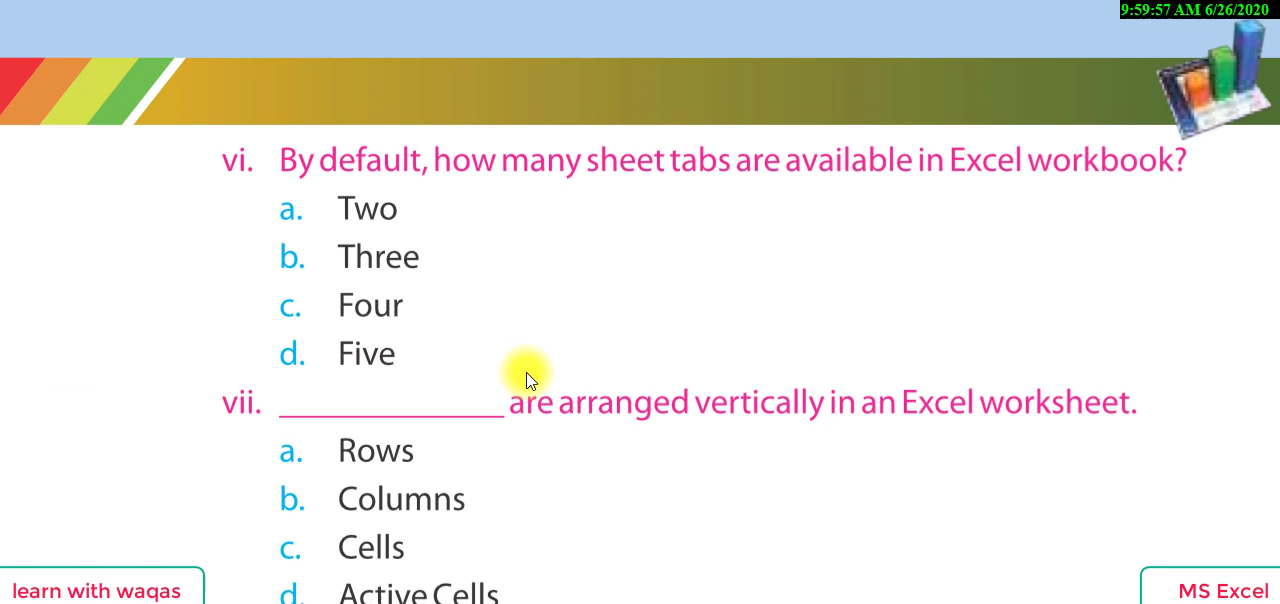 9:59:57 AM 6/26/2020
vi. By default, how many sheet tabs are available in Excel workbook?
a. Two
b. Three
c. Four
d. Five
vii. ______________ are arranged vertically in an Excel worksheet.
a. Rows
b. Columns
c. Cells
d. Active Cells
learn with waqas
MS Excel